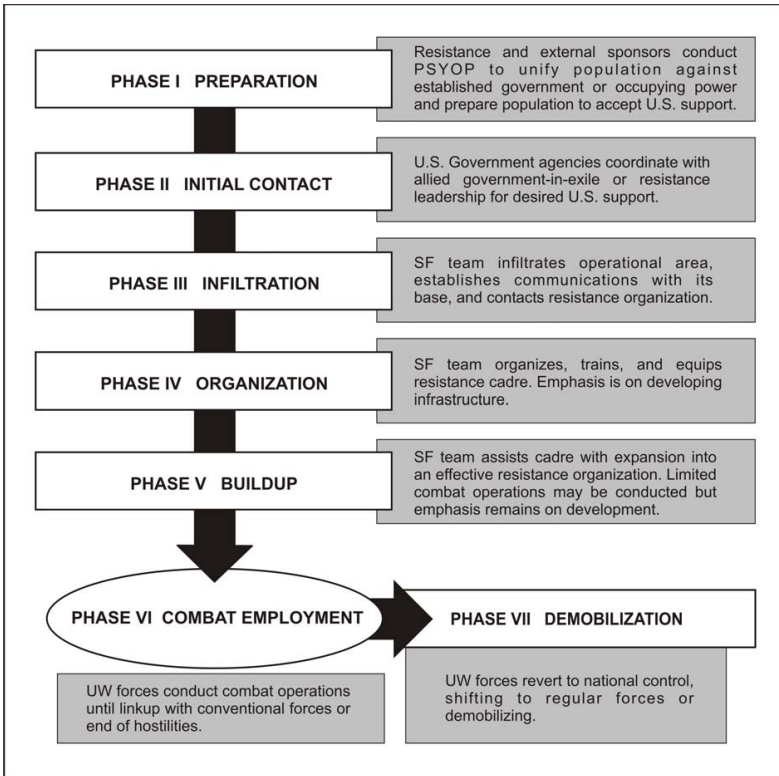 PHASE I PREPARATION
Resistance and external sponsors conduct
PSYOP to unify population against
established government or occupying power
and prepare population to accept U.S. support.
PHASE II INITIAL CONTACT
U.S. Government agencies coordinate with
allied government-in-exile or resistance
leadership for desired U.S. support.
PHASE III INFILTRATION
SF team infiltrates operational area,
establishes communications with its
base, and contacts resistance organization.
PHASE IV ORGANIZATION
SF team organizes, trains, and equips
resistance cadre. Emphasis is on developing
infrastructure.
PHASE V BUILDUP
SF team assists cadre with expansion into
an effective resistance organization. Limited
combat operations may be conducted but
emphasis remains on development.
PHASE VI COMBAT EMPLOYMENT
UW forces conduct combat operations
until linkup with conventional forces or
end of hostilities.
PHASE VII DEMOBILIZATION
UW forces revert to national control,
shifting to regular forces or
demobilizing.